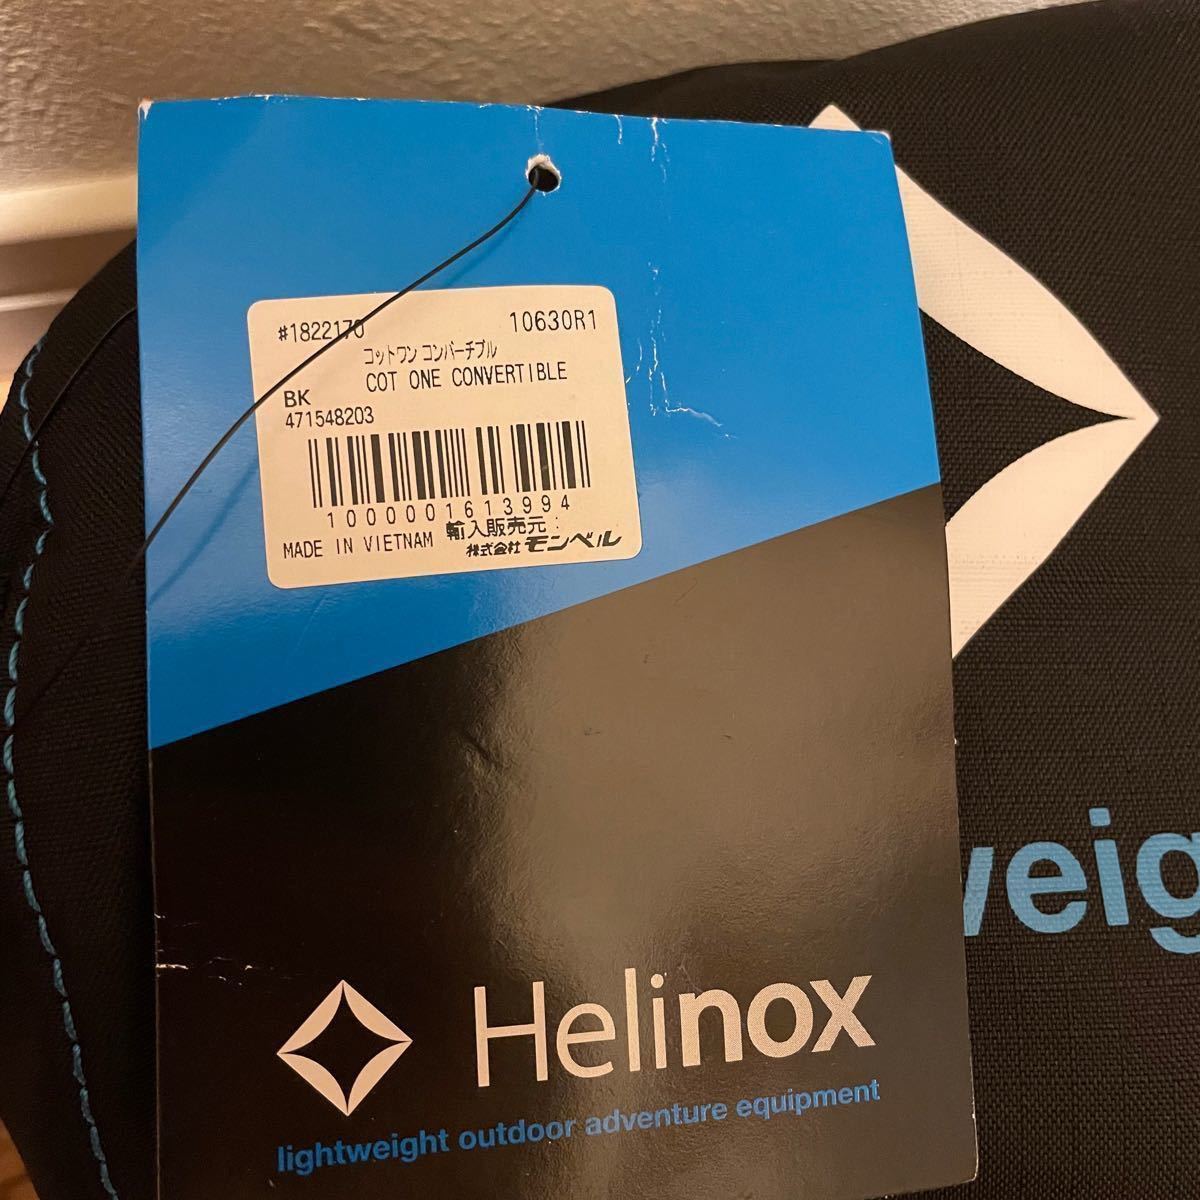 #1822170 10630R1
コットワン コンバーチブル
COT ONE CONVERTIBLE
BK
471548203
1000001613994
MADE IN VIETNAM 輸入販売元:
株式会社 モンベル
Helinox
lightweight outdoor adventure equipment
weig